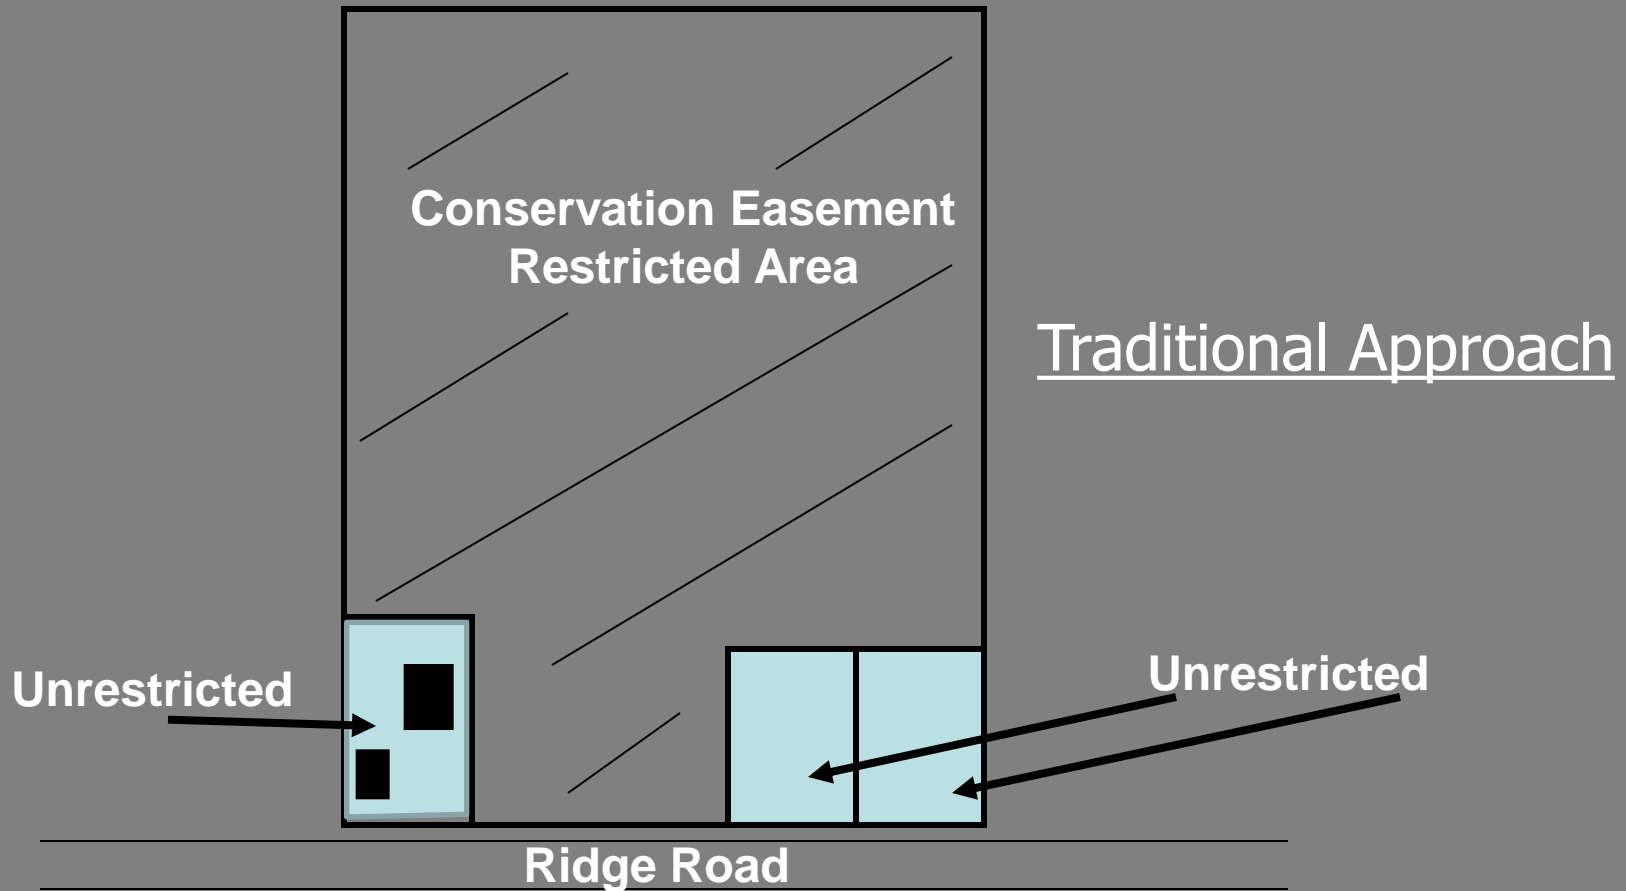 Conservation Easement
Restricted Area
Traditional Approach
Unrestricted
Unrestricted
Ridge Road